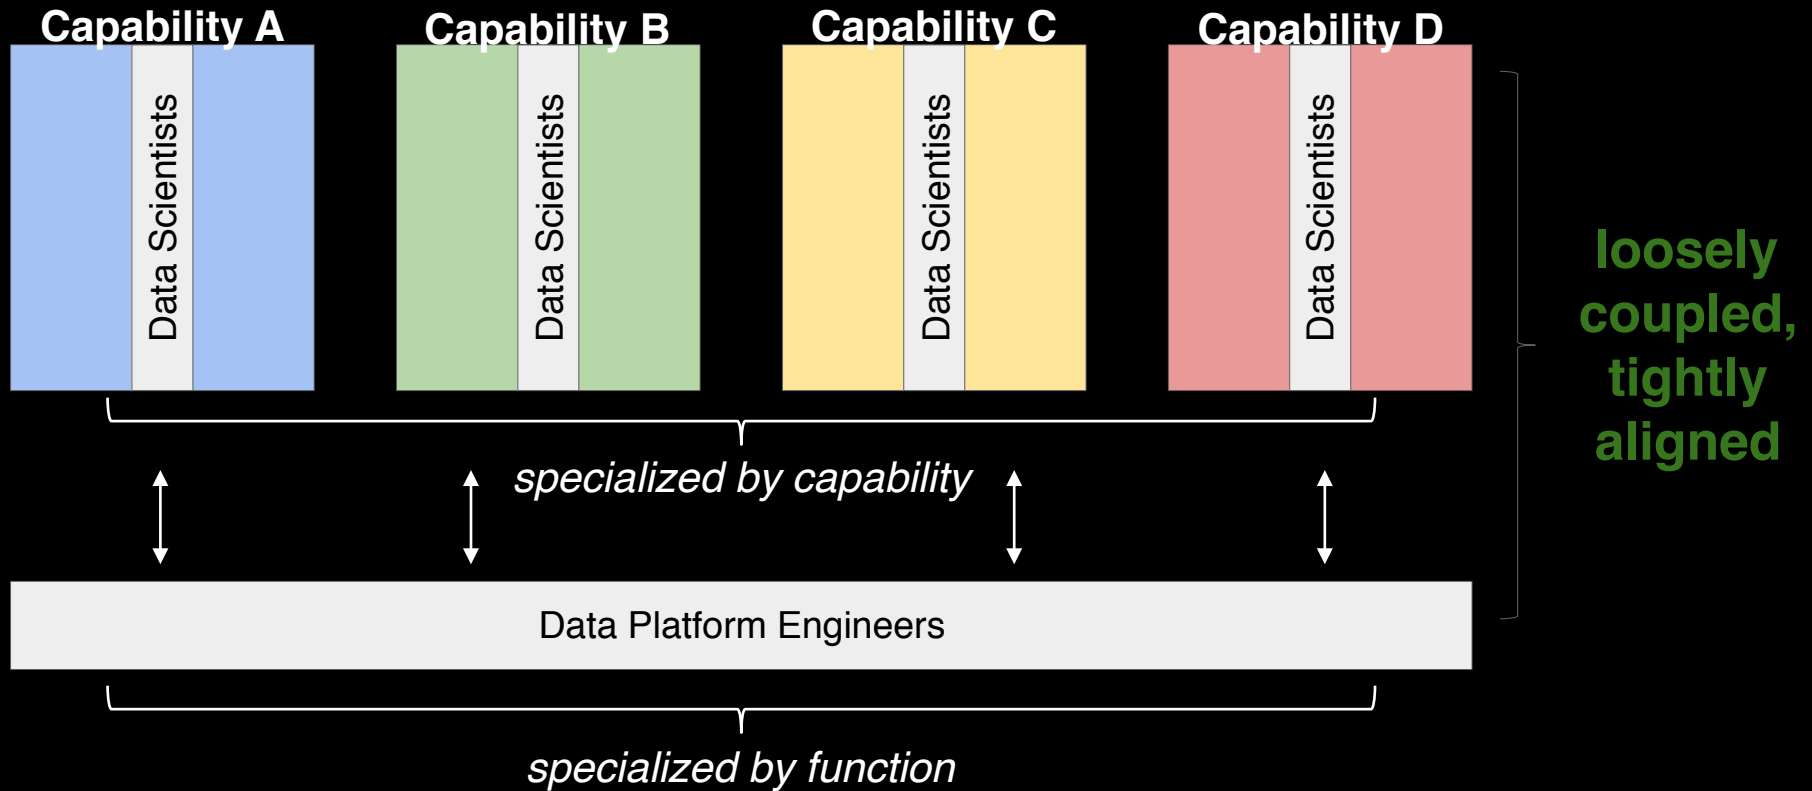 Capability A
Capability B
Capability C
Capability D
Data Scientists
Data Scientists
Data Scientists
Data Scientists
specialized by capability
Data Platform Engineers
specialized by function
loosely
coupled,
tightly
aligned